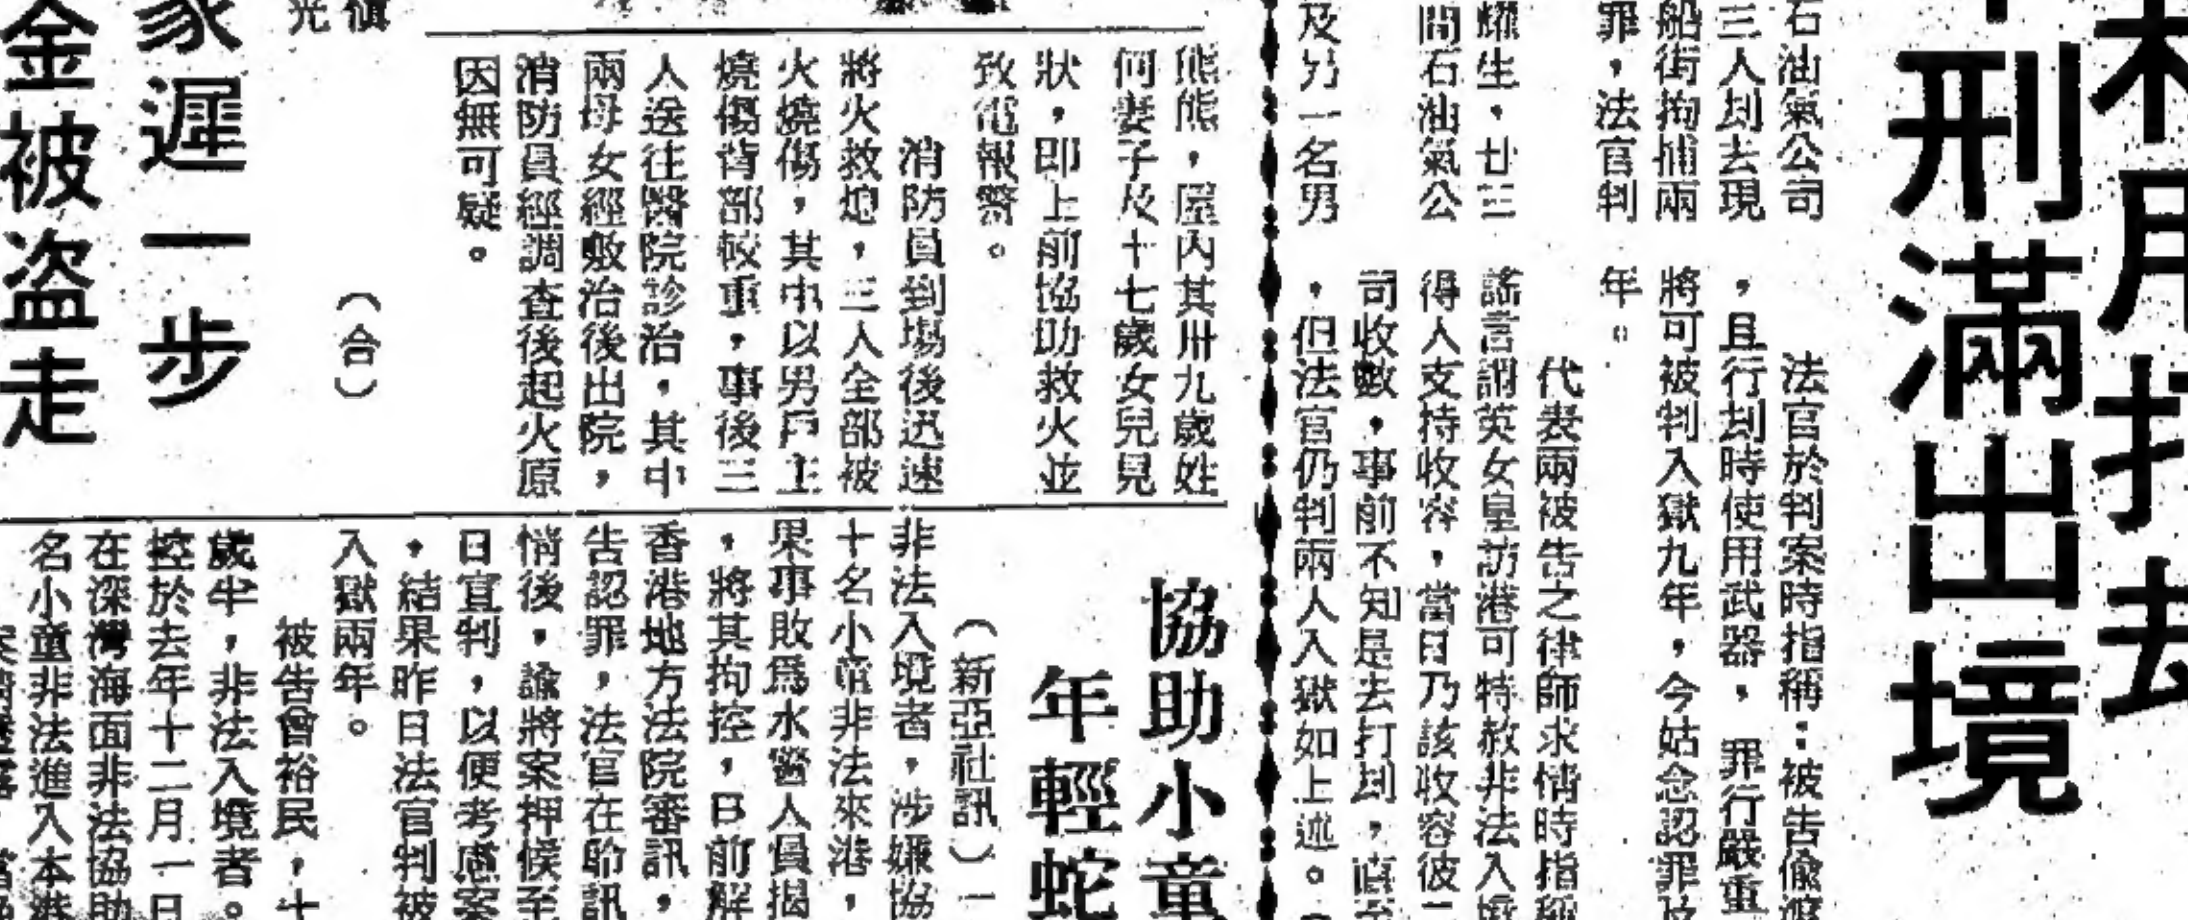 刑滿出境
石油氣公司
三人刦去現
船街拘捕兩
罪，法官判
法官於判案時指稱：被告偷渡
，且行刦時使用武器，罪行嚴重
將可被判入獄九年，今姑念認罪及
年。
代表兩被告之律師求情時指稱
謠言謂英女皇訪港可特赦非法入境
得人支持收容，當日乃該收容彼二
司收數，事前不知是去打刦，直至
，但法官仍判兩人入獄如上述。
耀生，廿三
間石油氣公
及另一名男
熊熊，屋內其卅九歲姓
何妻子及十七歲女兒見
狀，即上前協助救火並
致電報警。
消防員到場後迅速
將火救熄，三人全部被
火燒傷，其中以男戶主
燒傷背部較重，事後三
人送往醫院診治，其中
兩母女經敷治後出院，
消防員經調查後起火原
因無可疑。
（合）
家遲一步
金被盜走
協助小童
年輕蛇
（新亞社訊）一
非法入境者，涉嫌協
十名小童非法來港，
果事敗爲水警人員揭
，將其拘控，日前解
香港地方法院審訊，
告認罪，法官在聆訊
悄後，諭將案押候至
日宣判，以便考慮案
，結果昨日法官判被
入獄兩年。
被告曾裕民，十
歲半，非法入境者。
控於去年十二月一日
在深灣海面非法協助
名小童非法進入本港